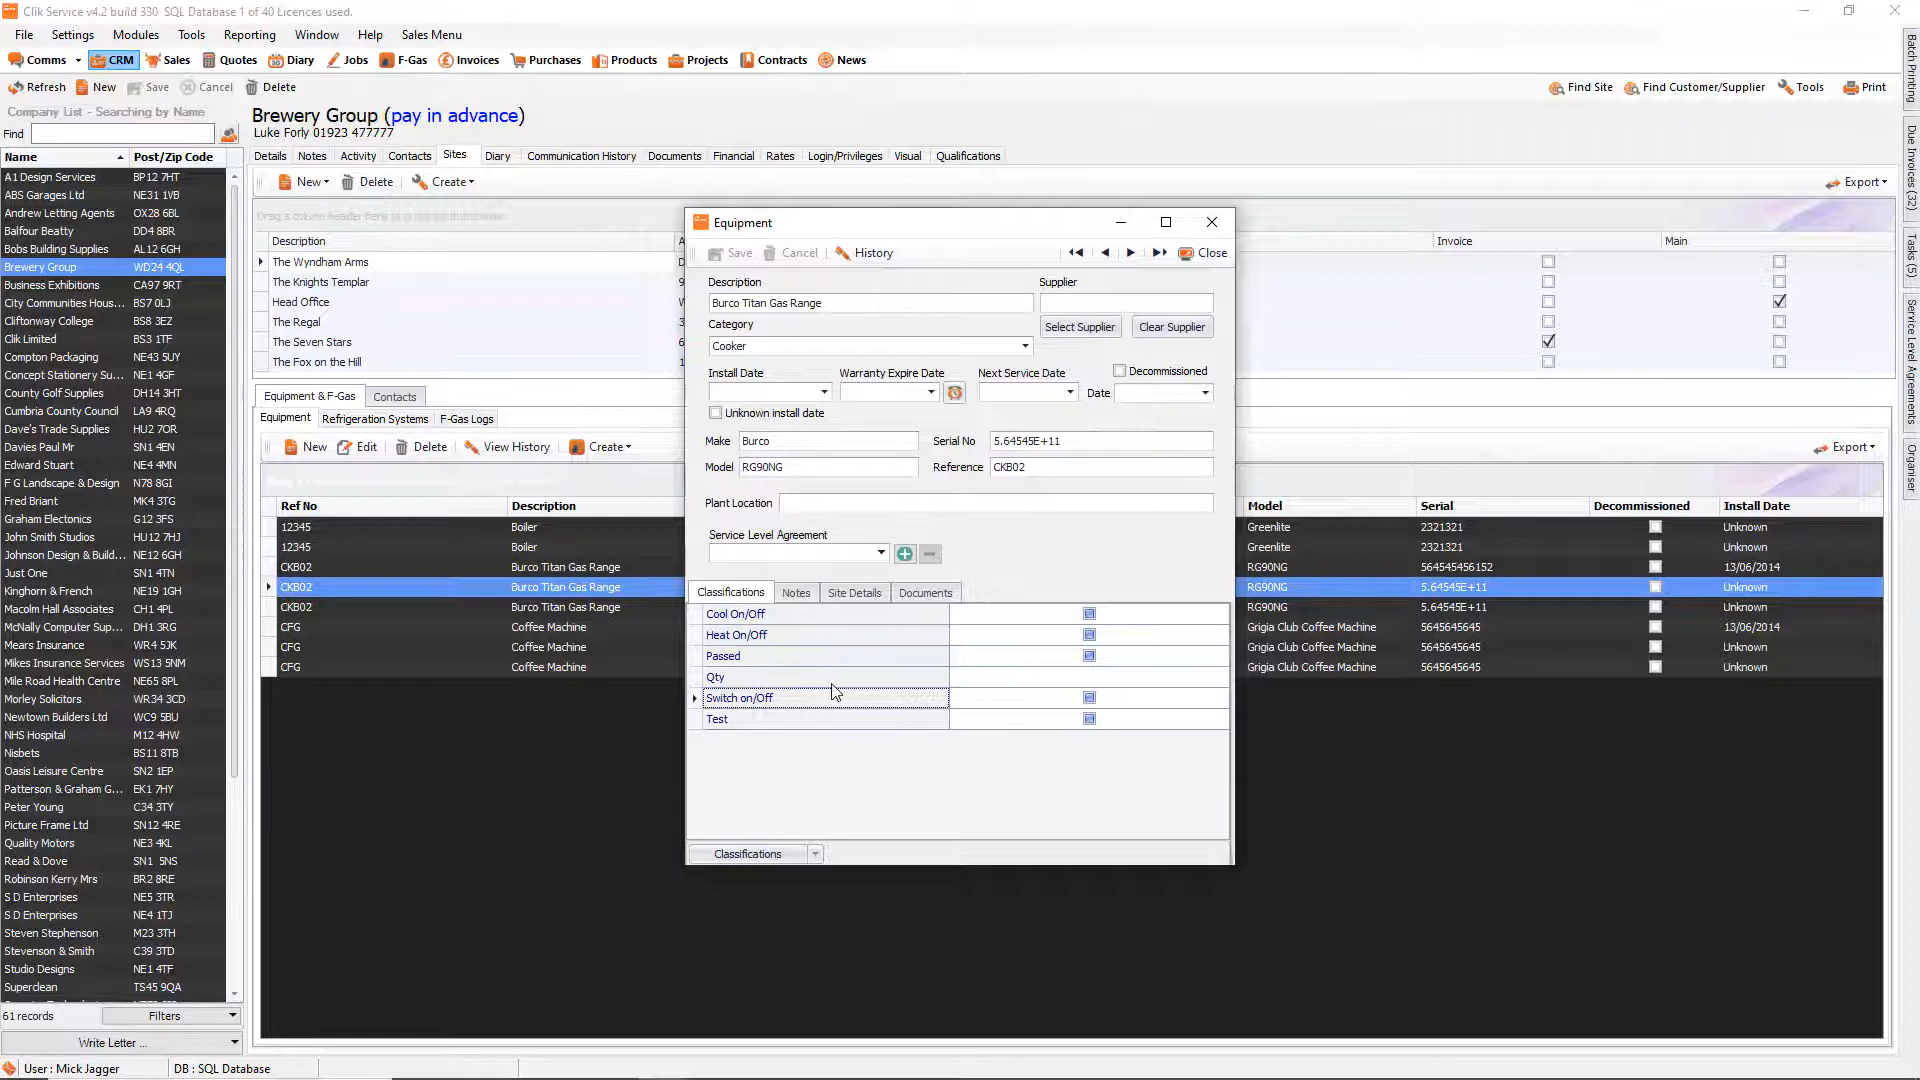 Clik Service v4.2 build 330  SQL Database 1 of 40 Licences used.
File Settings Modules Tools Reporting Window Help Sales Menu
Comms CRM Sales Quotes Diary Jobs F-Gas Invoices Purchases Products Projects Contracts News
Refresh New Save Cancel Delete Find Site Find Customer/Supplier Tools Print
Company List - Searching by Name
Find
Name Post/Zip Code
A1 Design Services BP12 7HT
ABS Garages Ltd NE31 1VB
Andrew Letting Agents OX28 6BL
Balfour Beatty DD4 8BR
Bobs Building Supplies AL12 6GH
Brewery Group WD24 4QL
Business Exhibitions CA97 9RT
City Communities Hous... BS7 0LJ
Cliftonway College BS8 3EZ
Clik Limited BS3 1TF
Compton Packaging NE43 5UY
Concept Stationery Su... NE1 4GF
County Golf Supplies DH14 3HT
Cumbria County Council LA9 4RQ
Dave's Trade Supplies HU2 7OR
Davies Paul Mr SN1 4EN
Edward Stuart NE4 4MN
F G Landscape & Design N78 8GI
Fred Briant MK4 3TG
Graham Electonics G12 3FS
John Smith Studios HU12 7HJ
Johnson Design & Build... NE12 6GH
Just One SN1 4TN
Kinghorn & French NE19 1GH
Macolm Hall Associates CH1 4PL
McNally Computer Sup... DH1 3RG
Mears Insurance WR4 5JK
Mikes Insurance Services WS13 5NM
Mile Road Health Centre NE65 8PL
Morley Solicitors WR34 3CD
Newtown Builders Ltd WC9 5BU
NHS Hospital M12 4HW
Nisbets BS11 8TB
Oasis Leisure Centre SN2 1EP
Patterson & Graham G... EK1 7HY
Peter Young C34 3TY
Picture Frame Ltd SN12 4RE
Quality Motors NE3 4KL
Read & Dove SN1 5NS
Robinson Kerry Mrs BR2 8RE
S D Enterprises NE5 3TR
S D Enterprises NE4 1TJ
Steven Stephenson M23 3TH
Stevenson & Smith C39 3TD
Studio Designs NE1 4TF
Superclean TS45 9QA
61 records Filters
Write Letter ...
User : Mick Jagger DB : SQL Database
Brewery Group (pay in advance)
Luke Forly 01923 477777
Details Notes Activity Contacts Sites Diary Communication History Documents Financial Rates Login/Privileges Visual Qualifications
New Delete Create Export
Drag a column header here
Description A Invoice Main
The Wyndham Arms D
The Knights Templar 9
Head Office W
The Regal 3
The Seven Stars 6
The Fox on the Hill 1
Equipment & F-Gas Contacts
Equipment Refrigeration Systems F-Gas Logs
New Edit Delete View History Create Export
Ref No Description Model Serial Decommissioned Install Date
12345 Boiler Greenlite 2321321 Unknown
12345 Boiler Greenlite 2321321 Unknown
CKB02 Burco Titan Gas Range RG90NG 564545456152 13/06/2014
CKB02 Burco Titan Gas Range RG90NG 5.64545E+11 Unknown
CKB02 Burco Titan Gas Range RG90NG 5.64545E+11 Unknown
CFG Coffee Machine Grigia Club Coffee Machine 5645645645 13/06/2014
CFG Coffee Machine Grigia Club Coffee Machine 5645645645 Unknown
CFG Coffee Machine Grigia Club Coffee Machine 5645645645 Unknown
Equipment
Save Cancel History Close
Description Supplier
Burco Titan Gas Range
Category Select Supplier Clear Supplier
Cooker
Install Date Warranty Expire Date Next Service Date Decommissioned
Date
Unknown install date
Make Burco Serial No 5.64545E+11
Model RG90NG Reference CKB02
Plant Location
Service Level Agreement
Classifications Notes Site Details Documents
Cool On/Off
Heat On/Off
Passed
Qty
Switch on/Off
Test
Classifications
Batch Printing
Due Invoices (32)
Tasks (5)
Service Level Agreements
Organiser